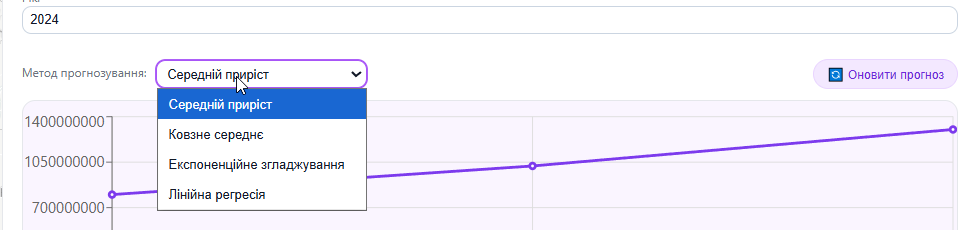 2024
Метод прогнозування:
Середній приріст
Оновити прогноз
Середній приріст
Ковзне середнє
Експоненційне згладжування
Лінійна регресія
1400000000
1050000000
700000000